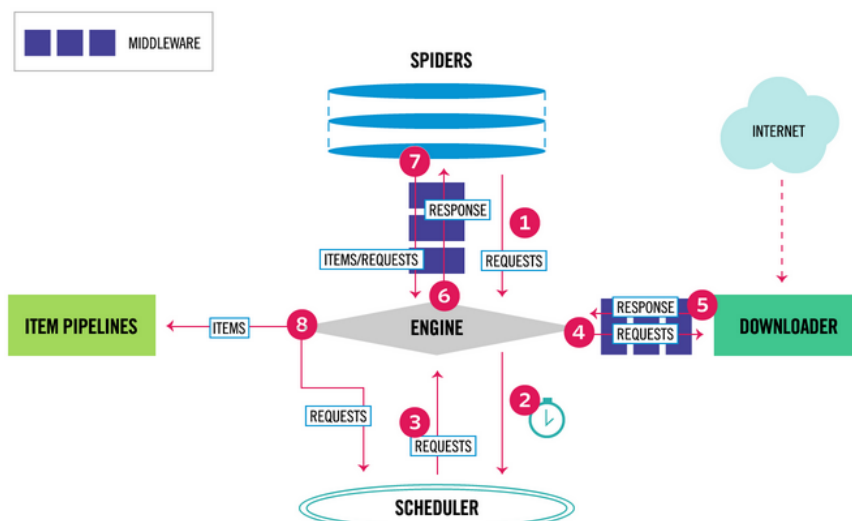 MIDDLEWARE
SPIDERS
INTERNET
7
RESPONSE
1
ITEMS/REQUESTS
REQUESTS
6
RESPONSE
5
ITEM PIPELINES
ITEMS
8
ENGINE
4
REQUESTS
DOWNLOADER
2
REQUESTS
3
REQUESTS
SCHEDULER